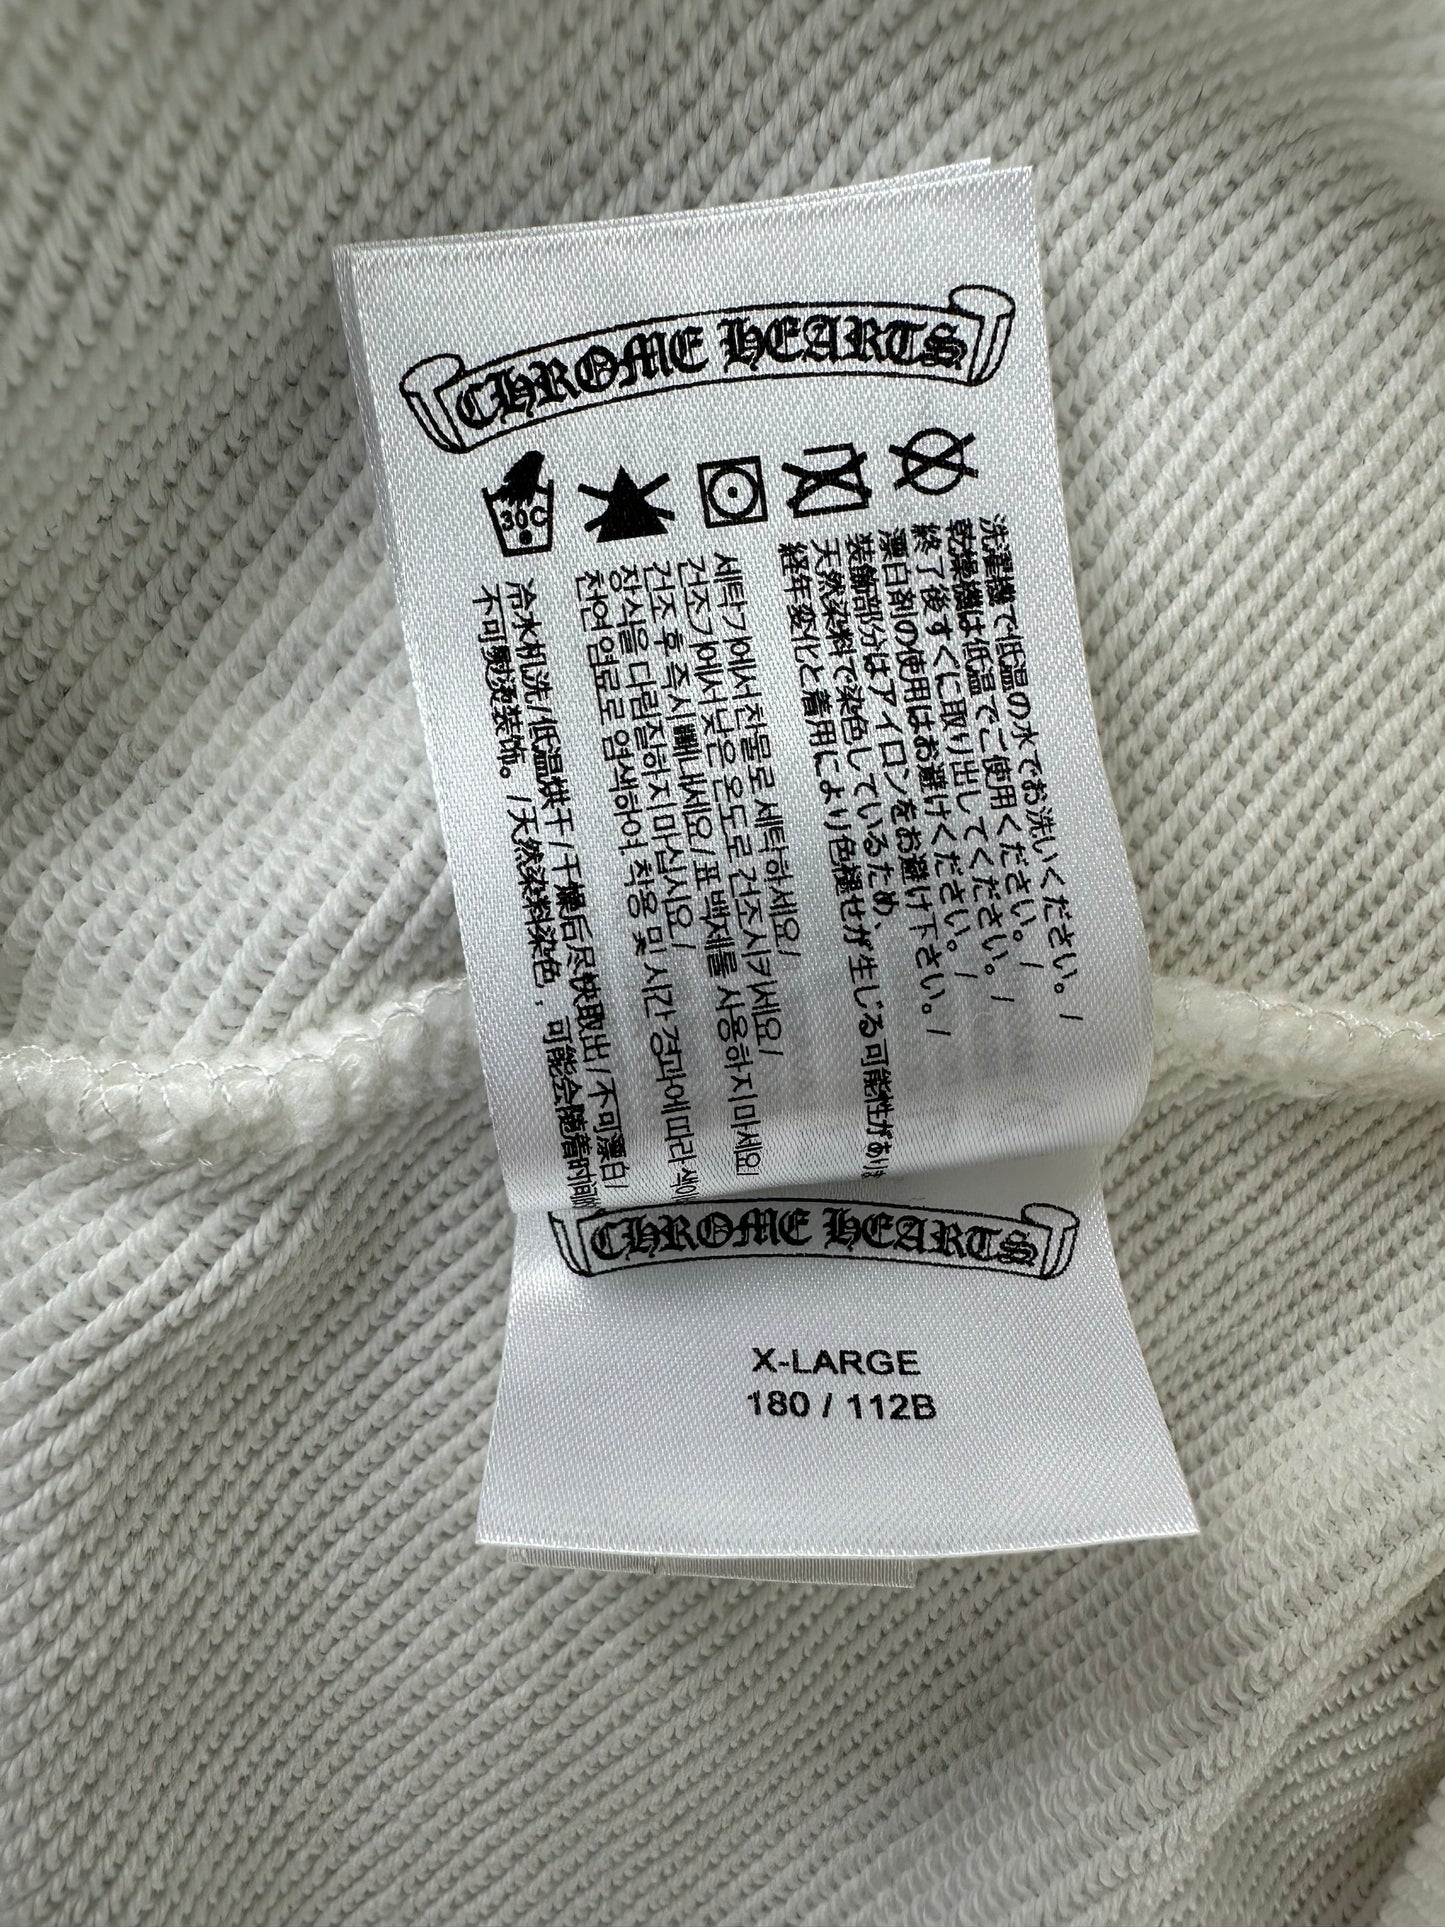 CHROME HEARTS
30C
洗濯機で低温の水でお洗いください。/
乾燥機は低温でご使用ください。/
終了後すぐに取り出してください。/
漂白剤の使用はお避けください。/
装飾部分はアイロンをお避け下さい。/
天然染料で染色しているため、
経年変化と着用により色褪せが生じる可能性があり
세탁기에서 찬물로 세탁하세요/
건조기에서 낮은 온도로 건조시키세요/
건조 후 즉시 빼내세요/표백제를 사용하지 마세요/
장식을 다림질하지 마십시요/
천연 염료로 염색하여 착용 및 시간 경과에 따라 색이
冷水机洗/低温烘干/干燥后尽快取出/不可漂白/
不可熨烫装饰。/天然染料染色，可能会随着时间
CHROME HEARTS
X-LARGE
180 / 112B